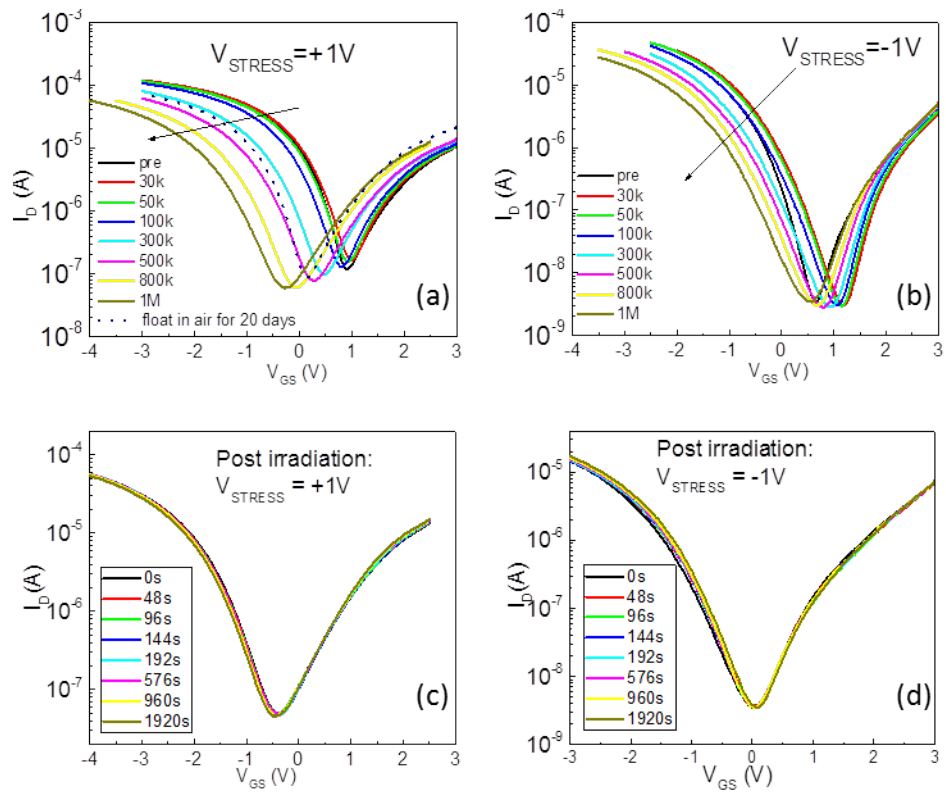 V_STRESS=+1V
I_D (A)
10^-3
10^-4
10^-5
10^-6
10^-7
10^-8
pre
30k
50k
100k
300k
500k
800k
1M
float in air for 20 days
(a)
-4 -3 -2 -1 0 1 2 3
V_GS (V)
V_STRESS=-1V
I_D (A)
10^-3
10^-4
10^-5
10^-6
10^-7
10^-8
10^-9
pre
30k
50k
100k
300k
500k
800k
1M
(b)
-4 -3 -2 -1 0 1 2 3
V_GS (V)
Post irradiation:
V_STRESS = +1V
I_D(A)
10^-4
10^-5
10^-6
10^-7
0s
48s
96s
144s
192s
576s
960s
1920s
(c)
-4 -3 -2 -1 0 1 2 3
V_GS (V)
Post irradiation:
V_STRESS = -1V
I_D(A)
10^-5
10^-6
10^-7
10^-8
10^-9
0s
48s
96s
144s
192s
576s
960s
1920s
(d)
-3 -2 -1 0 1 2 3
V_GS (V)